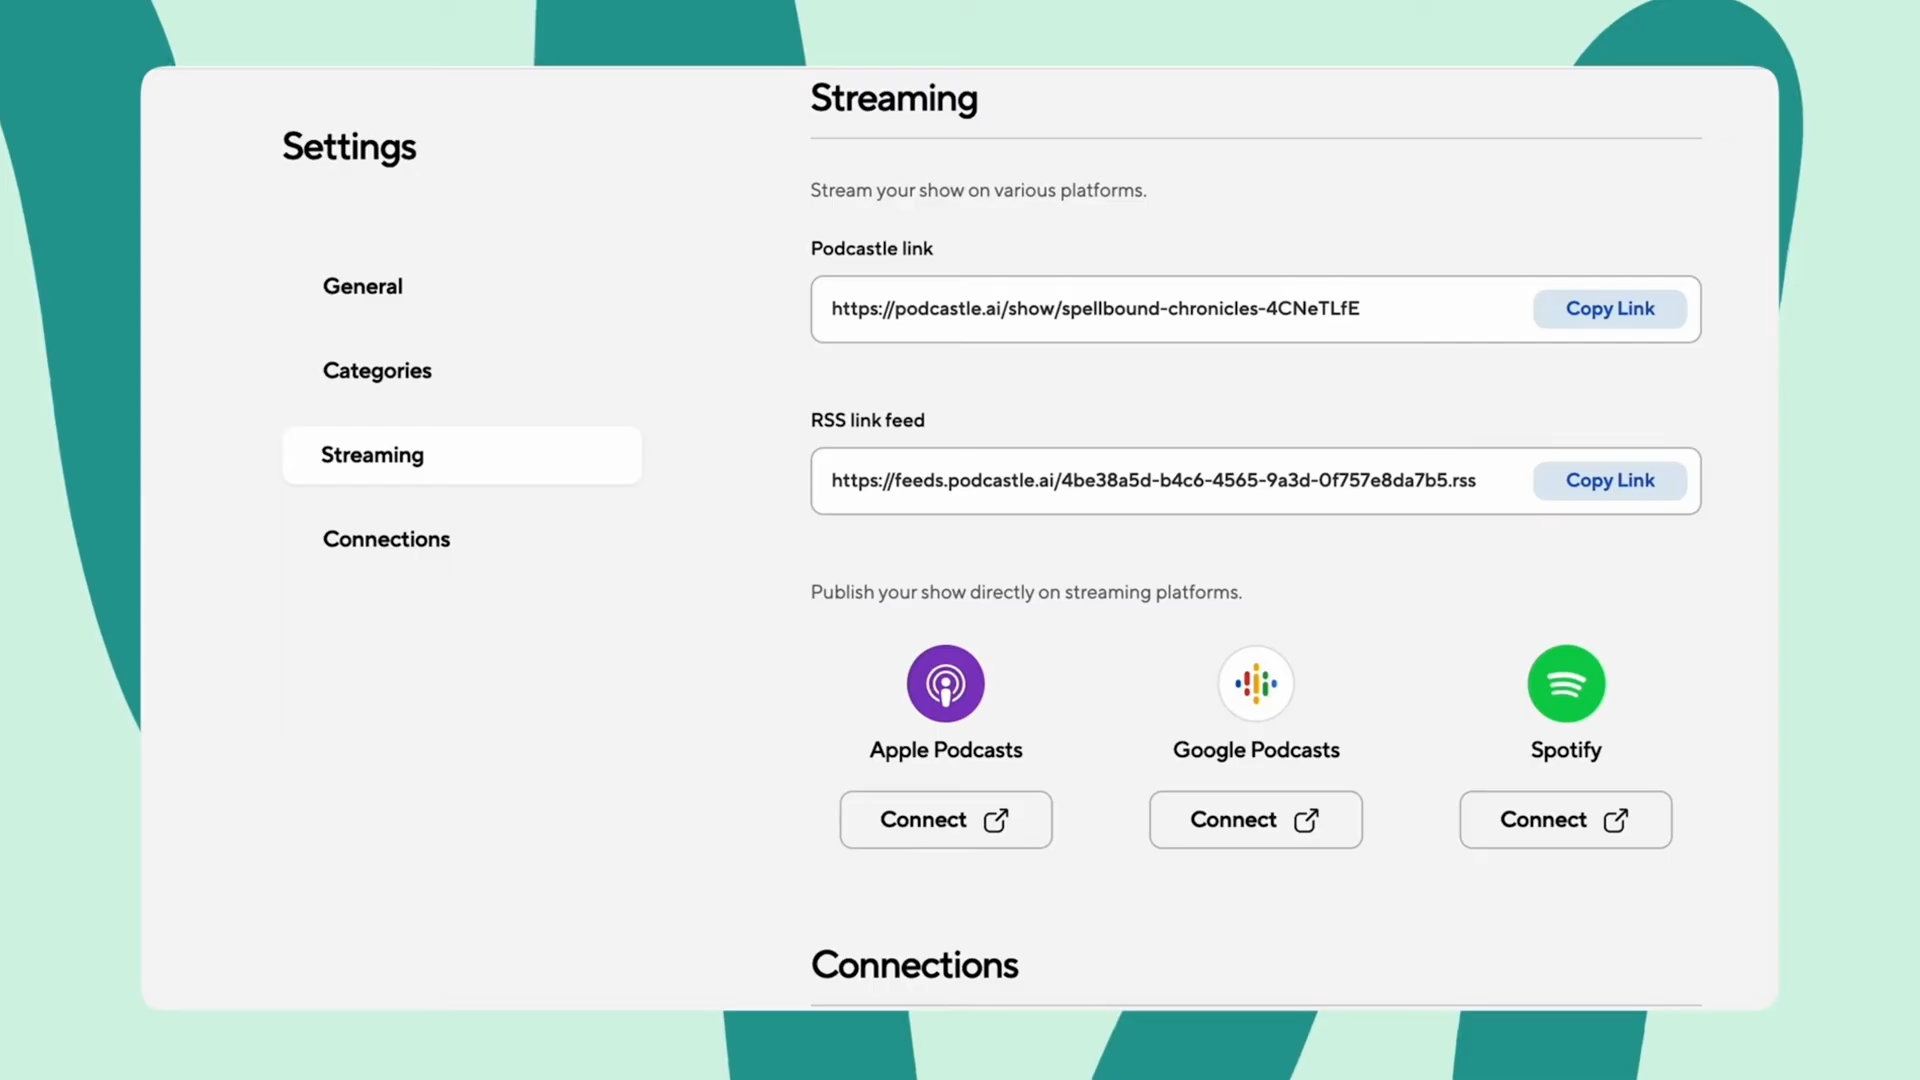 Settings
General
Categories
Streaming
Connections
Streaming
Stream your show on various platforms.
Podcastle link
https://podcastle.ai/show/spellbound-chronicles-4CNeTLfE
Copy Link
RSS link feed
https://feeds.podcastle.ai/4be38a5d-b4c6-4565-9a3d-0f757e8da7b5.rss
Copy Link
Publish your show directly on streaming platforms.
Apple Podcasts
Google Podcasts
Spotify
Connect
Connect
Connect
Connections